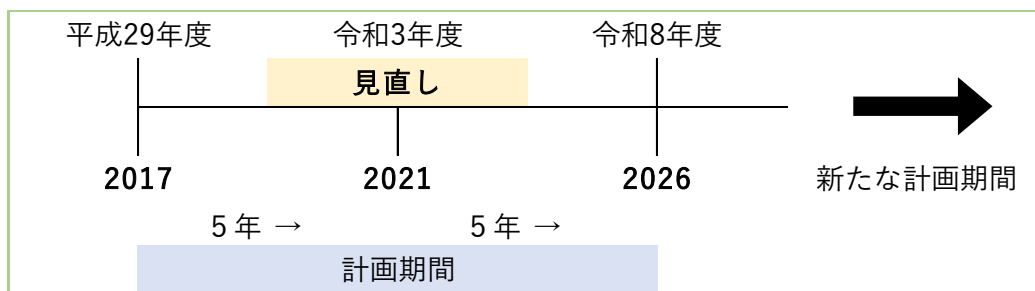 平成29年度 令和3年度 令和8年度
見直し
2017 2021 2026 新たな計画期間
5年 → 5年 →
計画期間